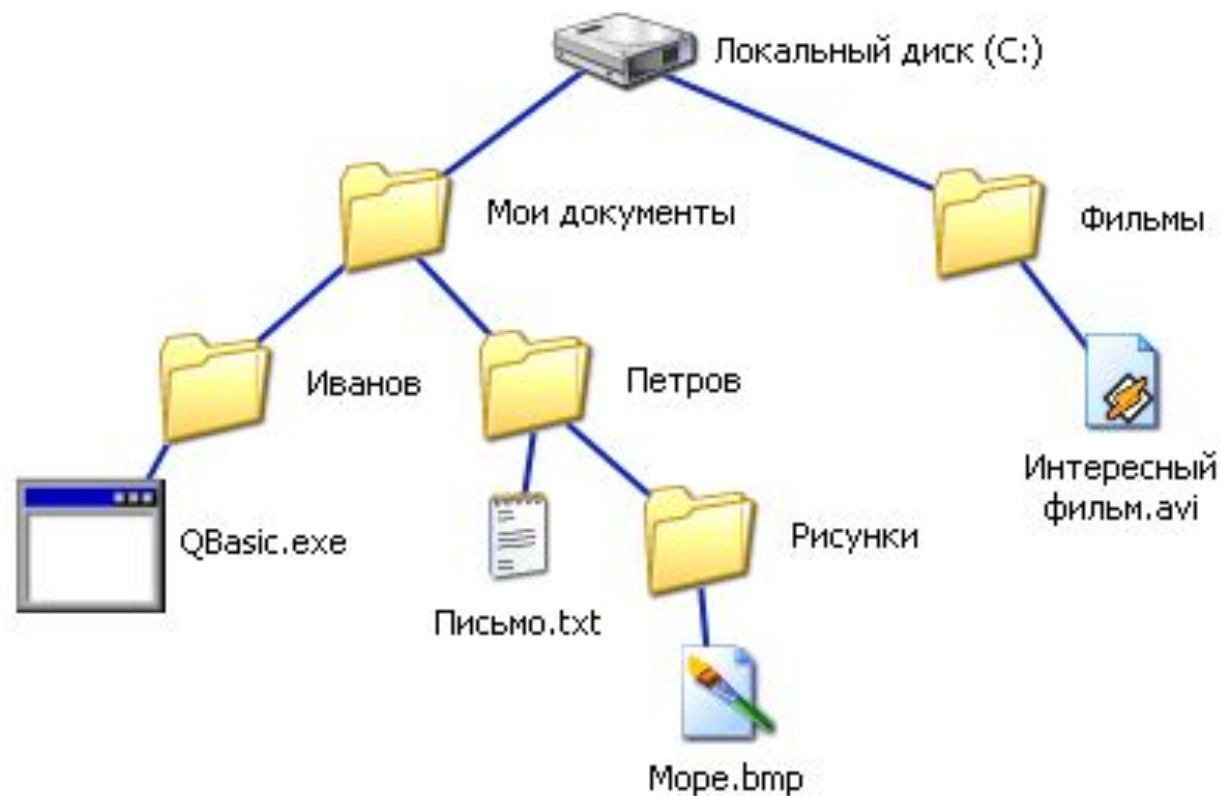 Локальный диск (C:)
Мои документы
Фильмы
Иванов
Петров
Интересный
фильм.avi
QBasic.exe
Рисунки
Письмо.txt
Море.bmp